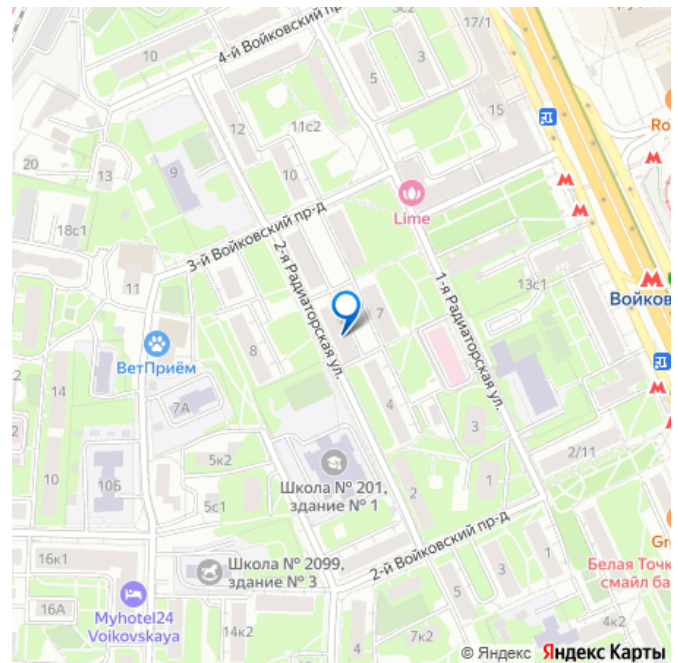 4-й Войковский пр
3с2
17/1
10
5
3
15
12
11с2
Ro
20
13
9
10
Lime
3-й Войковский пр-д
18с1
2-я Радиаторская ул.
1-я Радиаторская ул.
13с1
11
7
Войков
ВетПриём
8
14
7А
4
3
2/11
2
5к2
10
10Б
Школа № 201,
здание № 1
1
2
5с1
2-й Войковский пр-д
Gr
16к1
Школа № 2099,
здание № 3
3
1
Белая Точк
смайл ба
5
16А
Myhotel24
Voikovskaya
14к2
7к2
4к2
© Яндекс Яндекс Карты